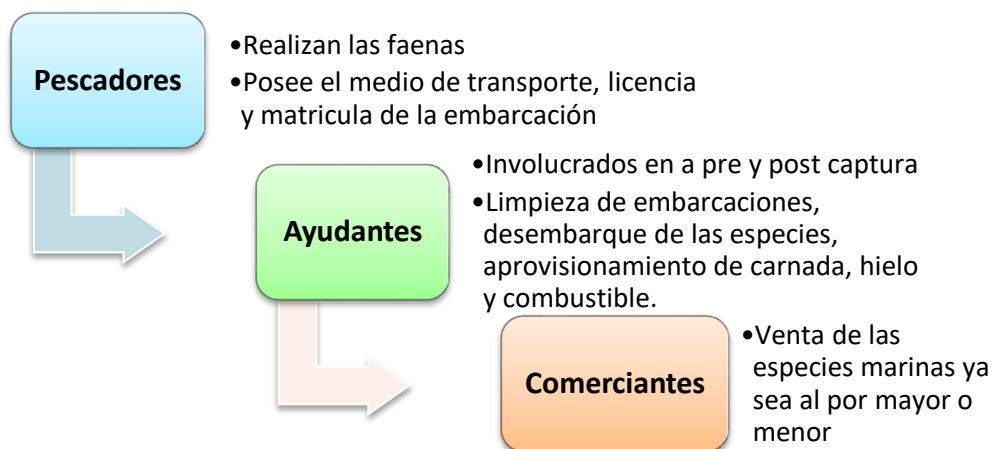 Pescadores
•Realizan las faenas
•Posee el medio de transporte, licencia
y matricula de la embarcación
Ayudantes
•Involucrados en a pre y post captura
•Limpieza de embarcaciones,
desembarque de las especies,
aprovisionamiento de carnada, hielo
y combustible.
Comerciantes
•Venta de las
especies marinas ya
sea al por mayor o
menor